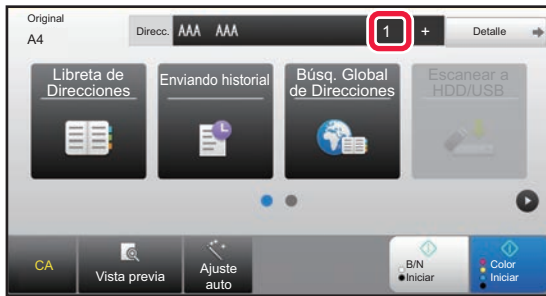 Original
A4
Direcc. AAA AAA 1 + Detalle
Libreta de
Direcciones
Enviando historial
Búsq. Global
de Direcciones
Escanear a
HDD/USB
CA
Vista previa
Ajuste
auto
B/N
Iniciar
Color
Iniciar